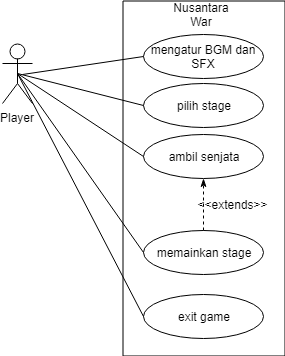 Nusantara
War
mengatur BGM dan
SFX
Player
pilih stage
ambil senjata
<<extends>>
memainkan stage
exit game